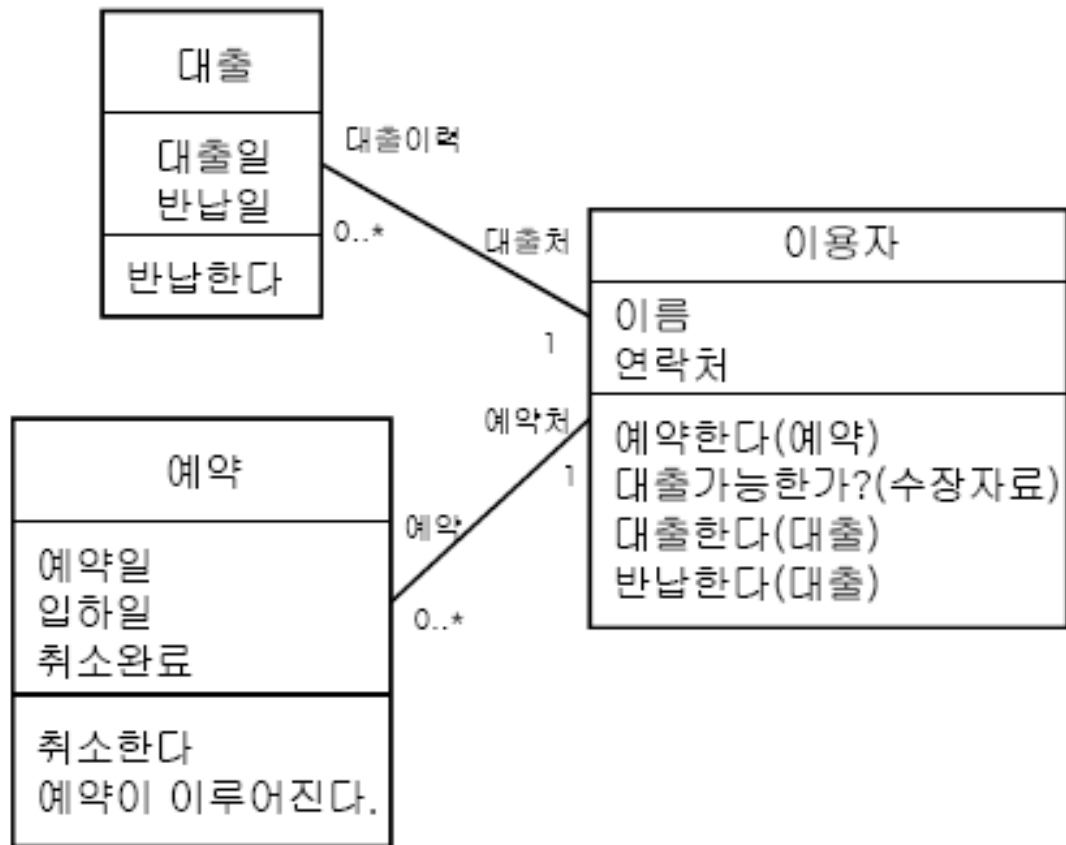 대출
대출일
반납일
반납한다
대출이력
0..*
대출처
1
이용자
이름
연락처
예약한다(예약)
대출가능한가?(수장자료)
대출한다(대출)
반납한다(대출)
예약처
1
예약
0..*
예약
예약일
입하일
취소완료
취소한다
예약이 이루어진다.